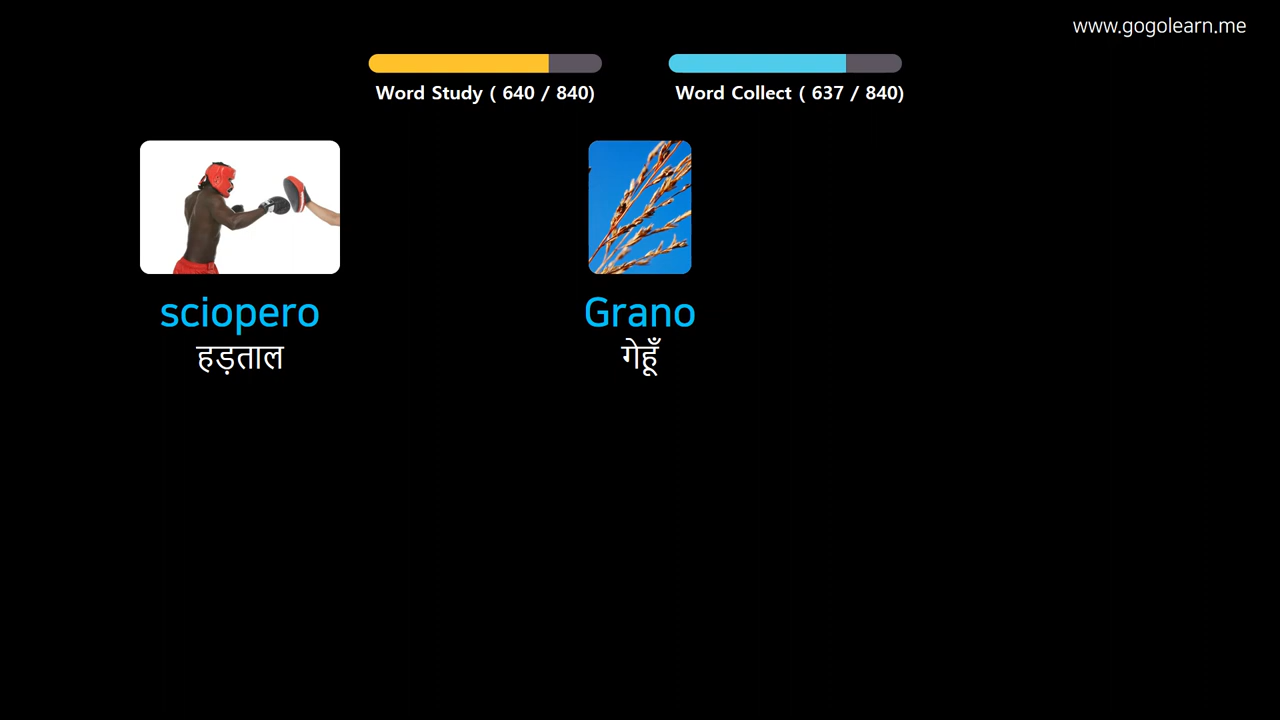 www.gogolearn.me
Word Study ( 640 / 840)
Word Collect ( 637 / 840)
sciopero
हड़ताल
Grano
गेहूँ